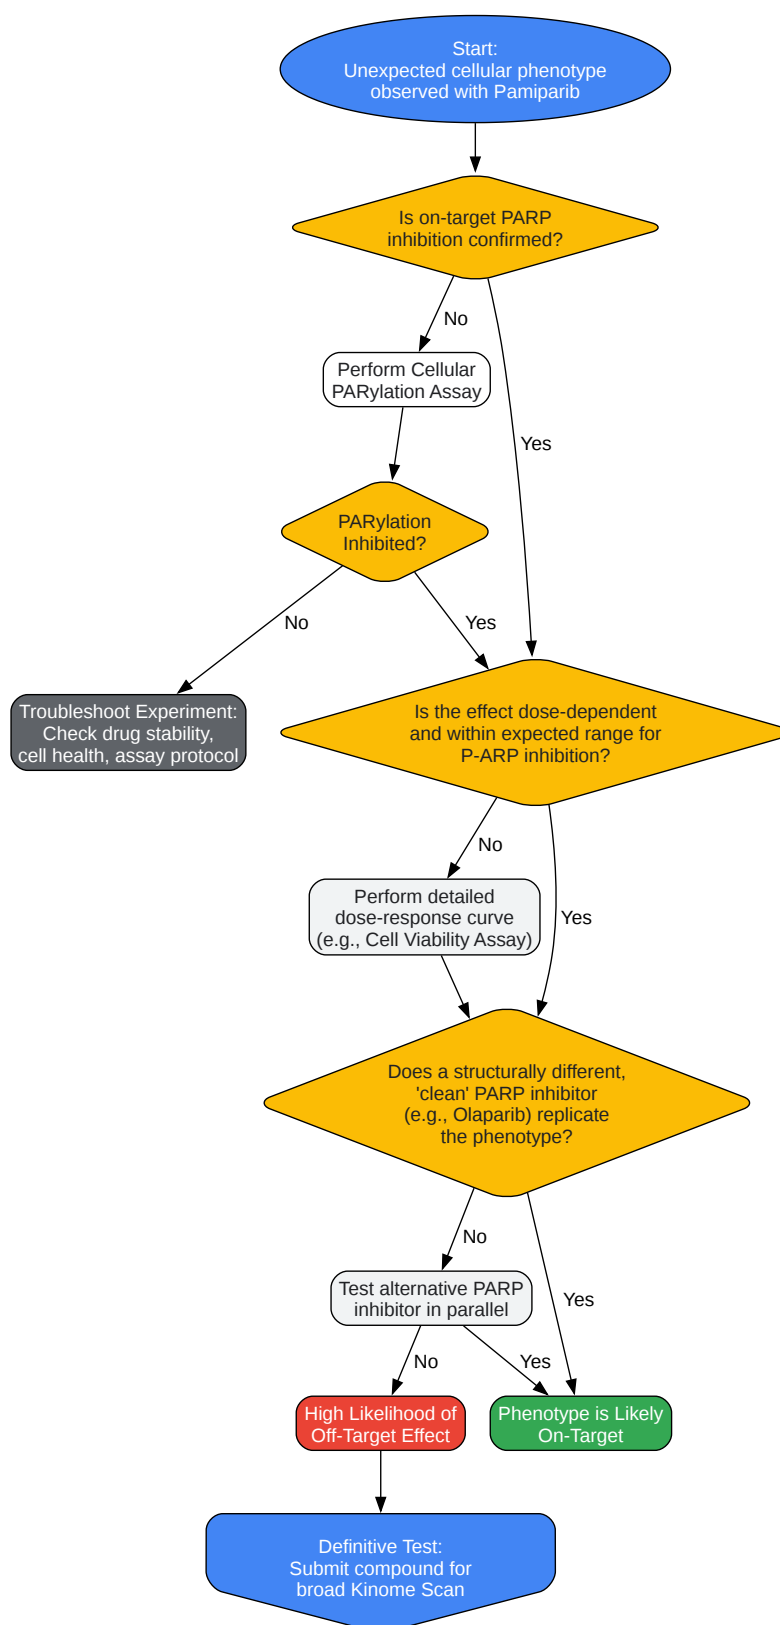 Start:
Unexpected cellular phenotype
observed with Pamiparib
Is on-target PARP
inhibition confirmed?
No
Perform Cellular
PARylation Assay
Yes
PARylation
Inhibited?
No
Yes
Troubleshoot Experiment:
Check drug stability,
cell health, assay protocol
Is the effect dose-dependent
and within expected range for
P-ARP inhibition?
No
Perform detailed
dose-response curve
(e.g., Cell Viability Assay)
Yes
Does a structurally different,
'clean' PARP inhibitor
(e.g., Olaparib) replicate
the phenotype?
No
Test alternative PARP
inhibitor in parallel
Yes
No
Yes
High Likelihood of
Off-Target Effect
Phenotype is Likely
On-Target
Definitive Test:
Submit compound for
broad Kinome Scan